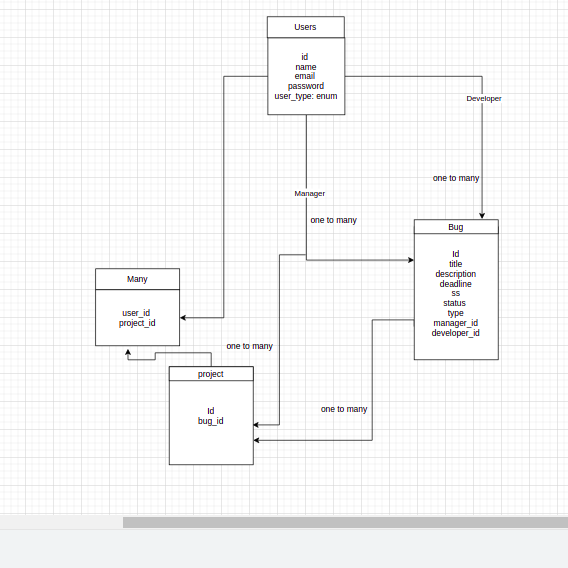 Users
id
name
email
password
user_type: enum
Developer
one to many
Manager
one to many
Bug
Id
title
description
deadline
ss
status
type
manager_id
developer_id
Many
user_id
project_id
one to many
project
Id
bug_id
one to many